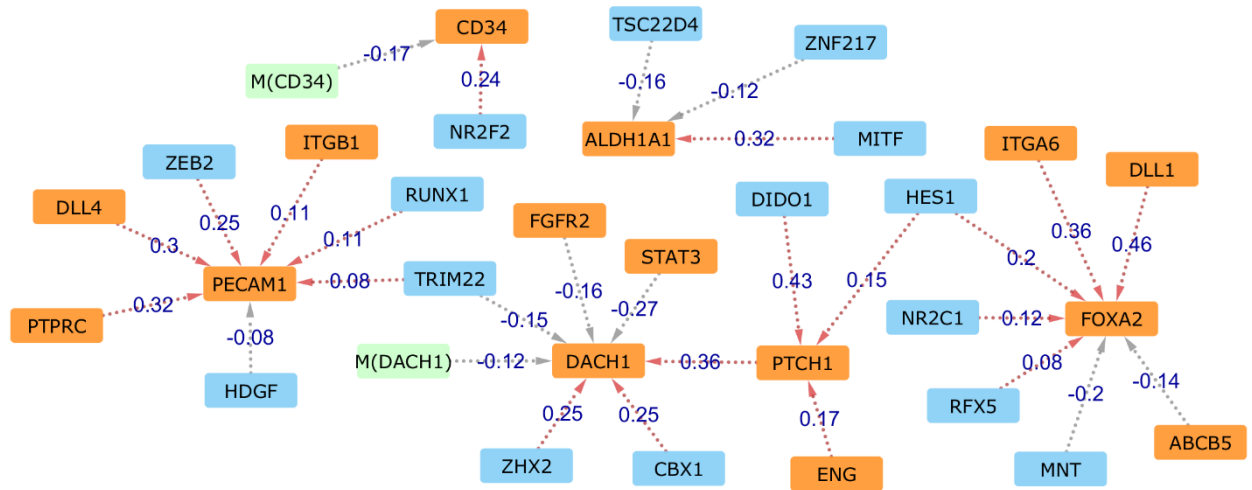 TSC22D4
CD34
ZNF217
-0.17
M(CD34)
0.24
-0.16
-0.12
NR2F2
ALDH1A1
0.32
MITF
ITGB1
ITGA6
ZEB2
DLL1
DLL4
RUNX1
DIDO1
HES1
FGFR2
0.25
0.11
0.11
0.3
0.36
0.46
0.2
STAT3
PECAM1
0.08
TRIM22
0.43
0.15
-0.16
-0.27
PTPRC
0.32
-0.15
NR2C1
0.12
FOXA2
-0.08
M(DACH1)
-0.12
DACH1
0.36
PTCH1
0.08
-0.14
HDGF
-0.2
RFX5
0.25
0.25
0.17
ABCB5
ZHX2
CBX1
ENG
MNT